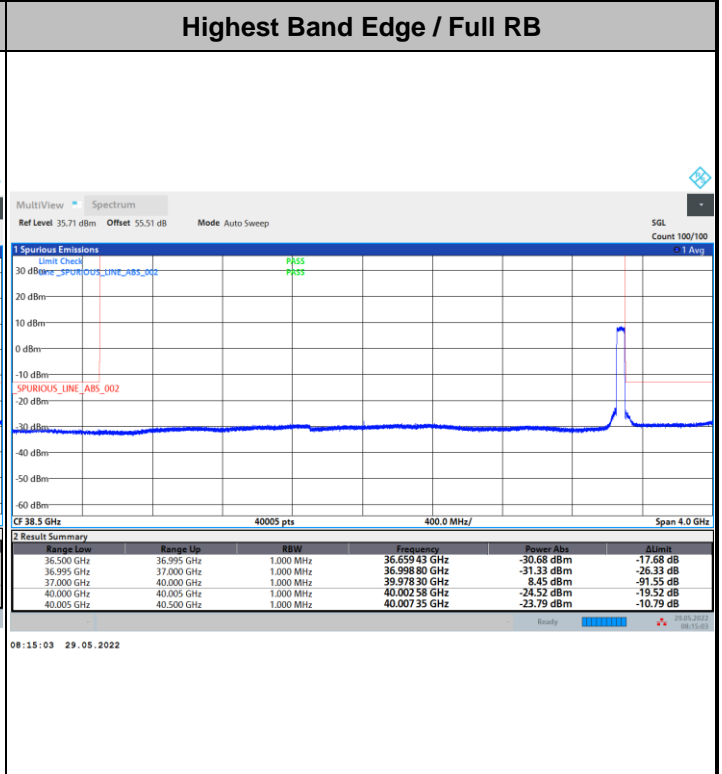 Highest Band Edge / Full RB
MultiView Spectrum
Ref Level 35.71 dBm Offset 55.51 dB Mode Auto Sweep SGL
Count 100/100
1 Spurious Emissions 1 Avg
Limit Check PASS
30 dBm Line _SPURIOUS_LINE_ABS_002 PASS
20 dBm
10 dBm
0 dBm
-10 dBm
_SPURIOUS_LINE_ABS_002
-20 dBm
-30 dBm
-40 dBm
-50 dBm
-60 dBm
CF 38.5 GHz 40005 pts 400.0 MHz/ Span 4.0 GHz
2 Result Summary
Range Low Range Up RBW Frequency Power Abs ΔLimit
36.500 GHz 36.995 GHz 1.000 MHz 36.659 43 GHz -30.68 dBm -17.68 dB
36.995 GHz 37.000 GHz 1.000 MHz 36.998 80 GHz -31.33 dBm -26.33 dB
37.000 GHz 40.000 GHz 1.000 MHz 39.978 30 GHz 8.45 dBm -91.55 dB
40.000 GHz 40.005 GHz 1.000 MHz 40.002 58 GHz -24.52 dBm -19.52 dB
40.005 GHz 40.500 GHz 1.000 MHz 40.007 35 GHz -23.79 dBm -10.79 dB
Ready 29.05.2022
08:15:03
08:15:03 29.05.2022